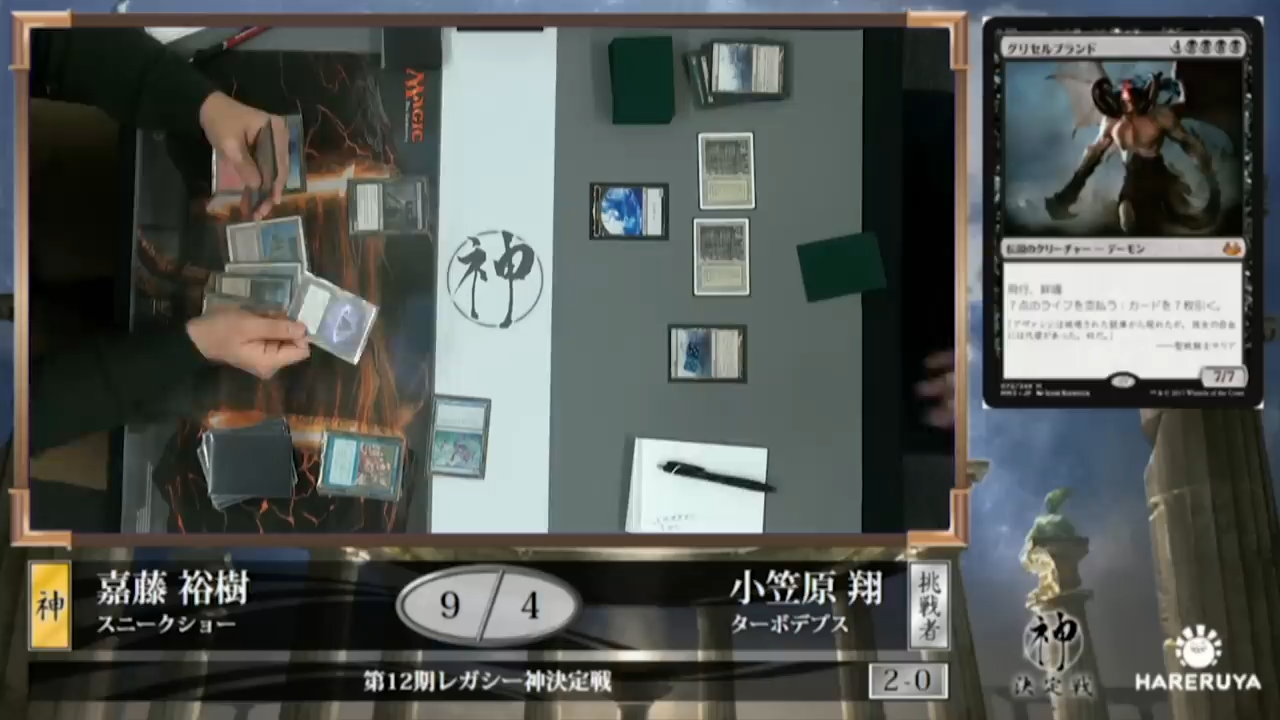 グリセルブランド
4
伝説のクリーチャー ― デーモン
飛行、絆魂
7点のライフを支払う：カードを7枚引く。
7/7
MAGIC
神
神
嘉藤 裕樹
スニークショー
9/4
小笠原 翔
ターボデプス
挑戦者
第12期レガシー神決定戦
2-0
神
決定戦
HARERUYA